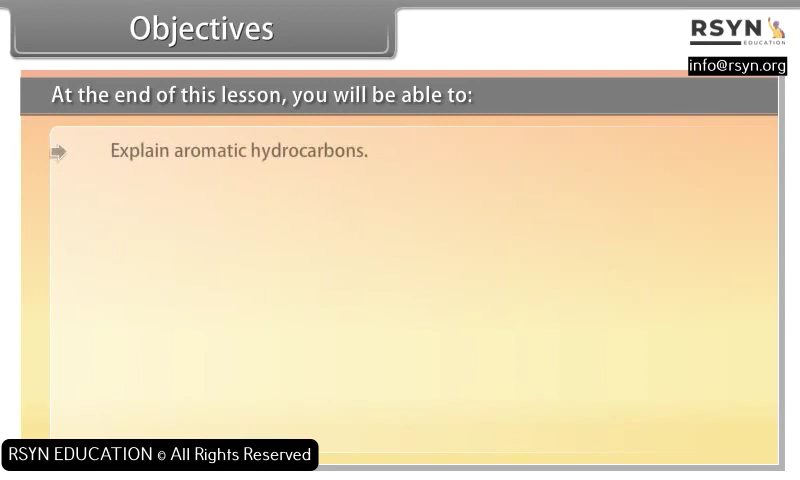 Objectives
RSYN
EDUCATION
info@rsyn.org
At the end of this lesson, you will be able to:
Explain aromatic hydrocarbons.
RSYN EDUCATION © All Rights Reserved